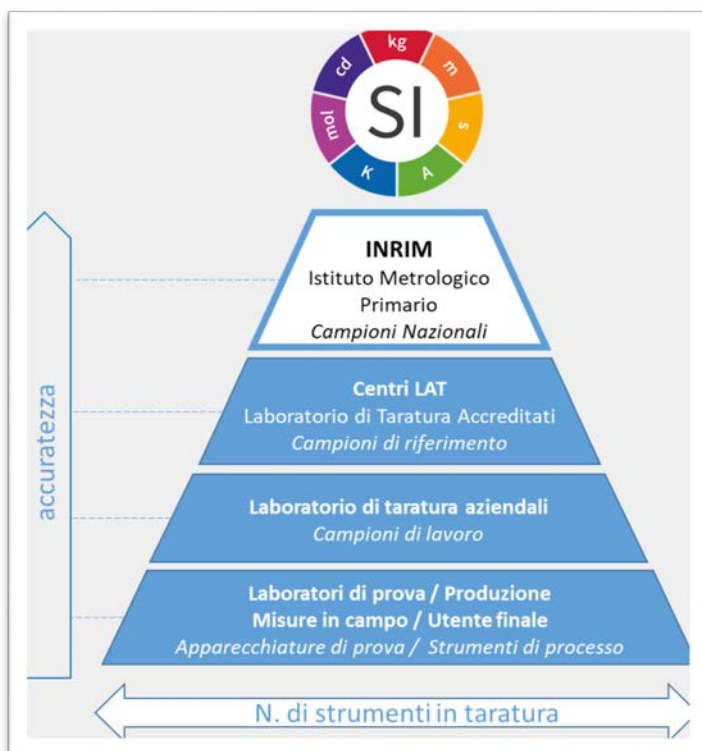 kg
cd
m
SI
mol
s
K
A
INRIM
Istituto Metrologico
Primario
Campioni Nazionali
Centri LAT
Laboratorio di Taratura Accreditati
Campioni di riferimento
Laboratorio di taratura aziendali
Campioni di lavoro
Laboratori di prova / Produzione
Misure in campo / Utente finale
Apparecchiature di prova / Strumenti di processo
accuratezza
N. di strumenti in taratura